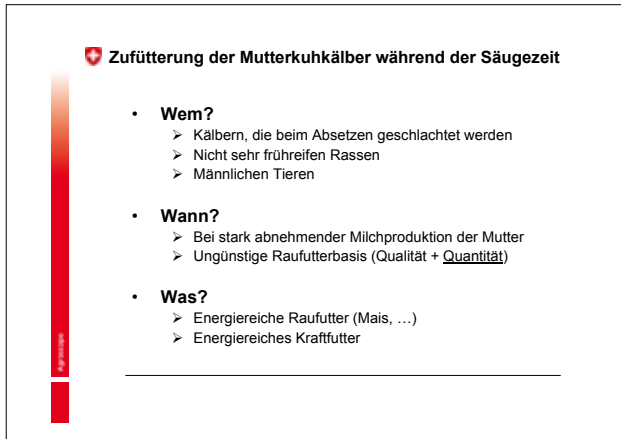 Zufütterung der Mutterkuhkälber während der Säugezeit
• Wem?
➢ Kälbern, die beim Absetzen geschlachtet werden
➢ Nicht sehr frühreifen Rassen
➢ Männlichen Tieren
• Wann?
➢ Bei stark abnehmender Milchproduktion der Mutter
➢ Ungünstige Raufutterbasis (Qualität + Quantität)
• Was?
➢ Energiereiche Raufutter (Mais, …)
➢ Energiereiches Kraftfutter
Agroscope